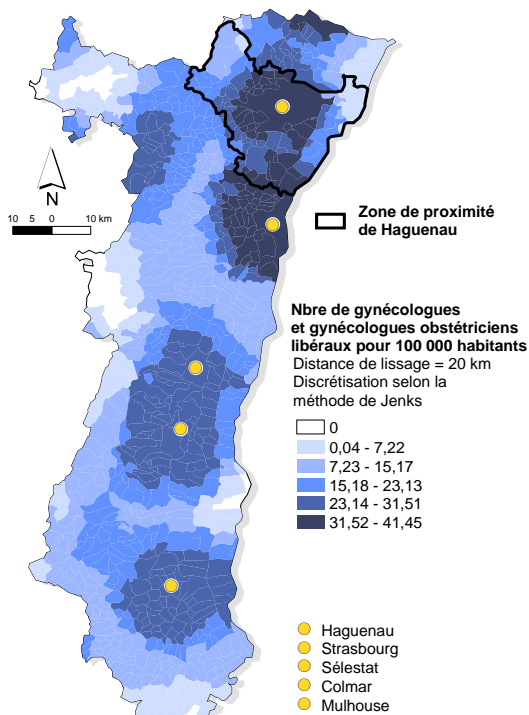 N
10 5 0 10 km
Zone de proximité
de Haguenau
Nbre de gynécologues
et gynécologues obstétriciens
libéraux pour 100 000 habitants
Distance de lissage = 20 km
Discrétisation selon la
méthode de Jenks
0
0,04 - 7,22
7,23 - 15,17
15,18 - 23,13
23,14 - 31,51
31,52 - 41,45
Haguenau
Strasbourg
Sélestat
Colmar
Mulhouse